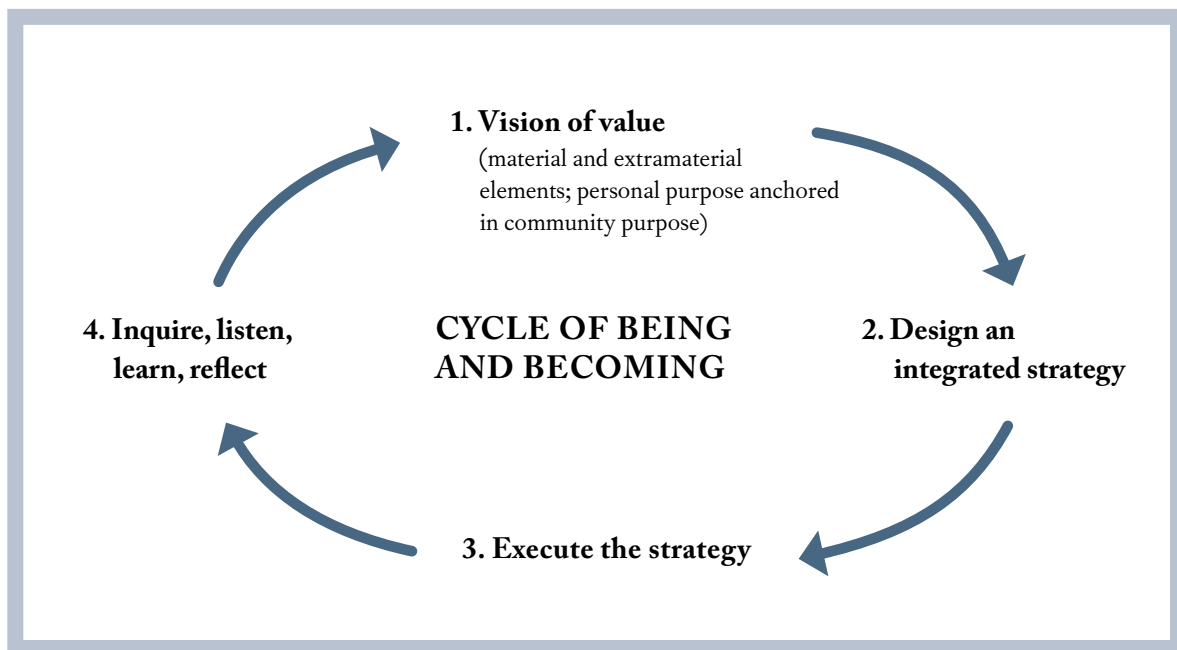 1. Vision of value
(material and extramaterial
elements; personal purpose anchored
in community purpose)
4. Inquire, listen,
learn, reflect
CYCLE OF BEING
AND BECOMING
2. Design an
integrated strategy
3. Execute the strategy